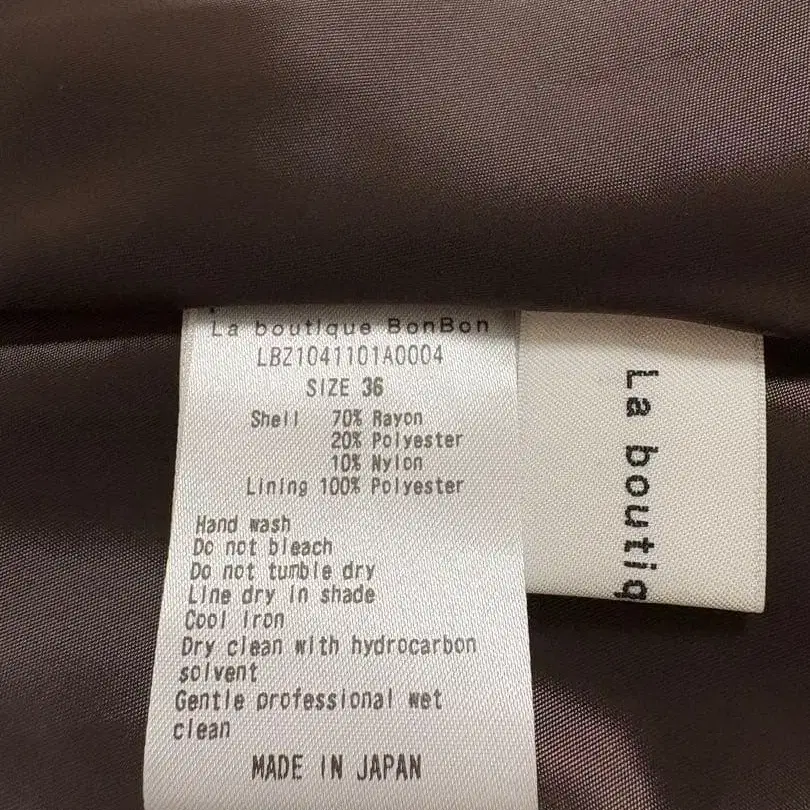 La boutique BonBon
LBZ1041101A0004
SIZE 36
Shell 70% Rayon
20% Polyester
10% Nylon
Lining 100% Polyester
Hand wash
Do not bleach
Do not tumble dry
Line dry in shade
Cool iron
Dry clean with hydrocarbon
solvent
Gentle professional wet
clean
MADE IN JAPAN
La boutiq